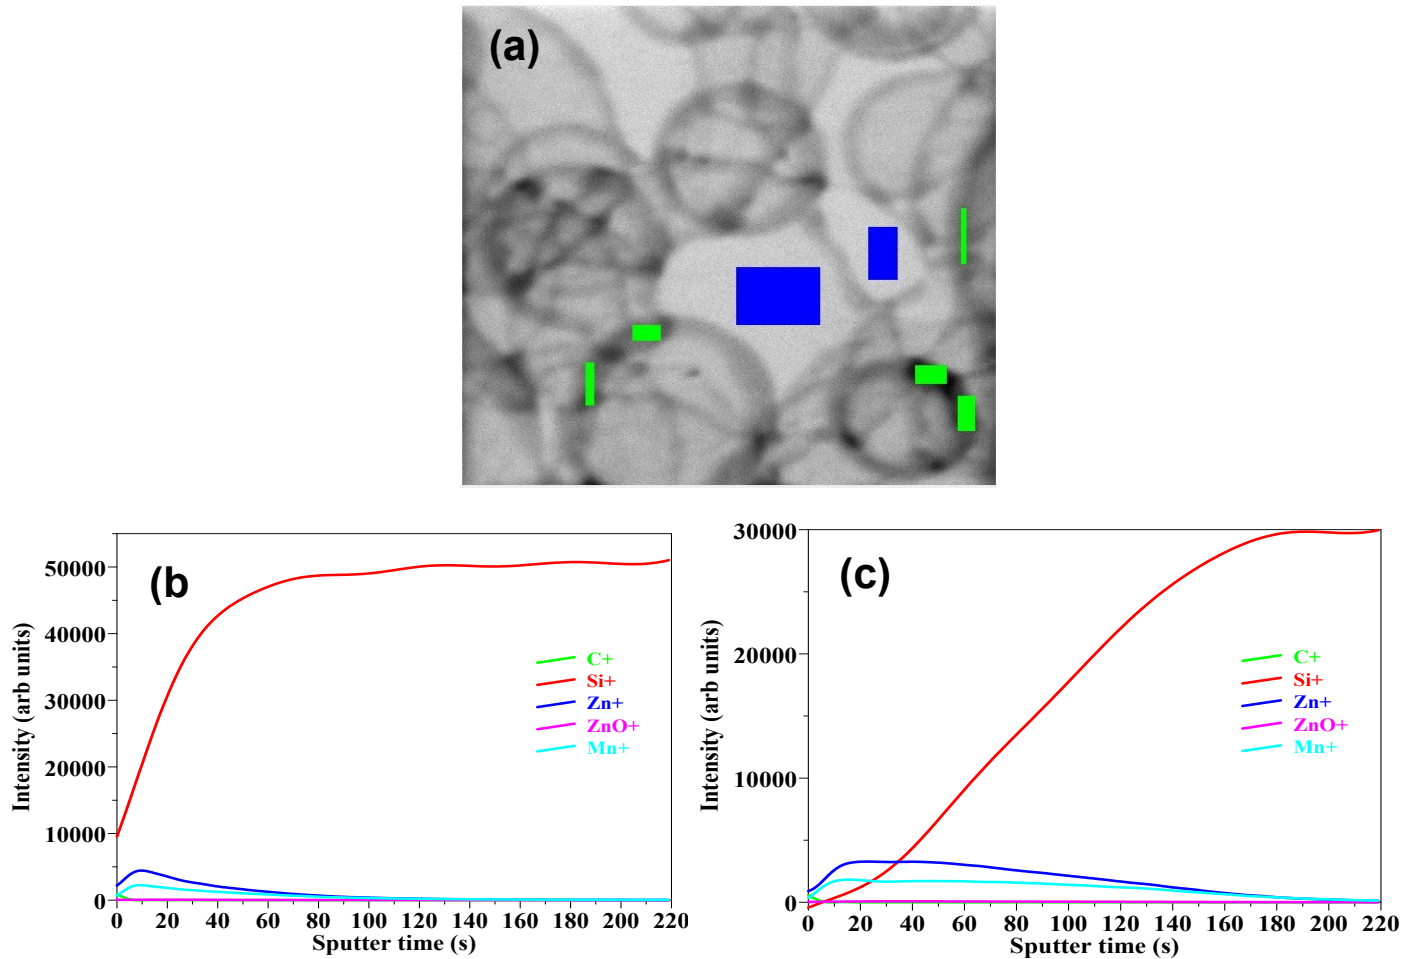 (a)
(b)
Intensity (arb units)
50000
40000
30000
20000
10000
0
C+
Si+
Zn+
ZnO+
Mn+
0 20 40 60 80 100 120 140 160 180 200 220
Sputter time (s)
(c)
Intensity (arb units)
30000
20000
10000
0
C+
Si+
Zn+
ZnO+
Mn+
0 20 40 60 80 100 120 140 160 180 200 220
Sputter time (s)